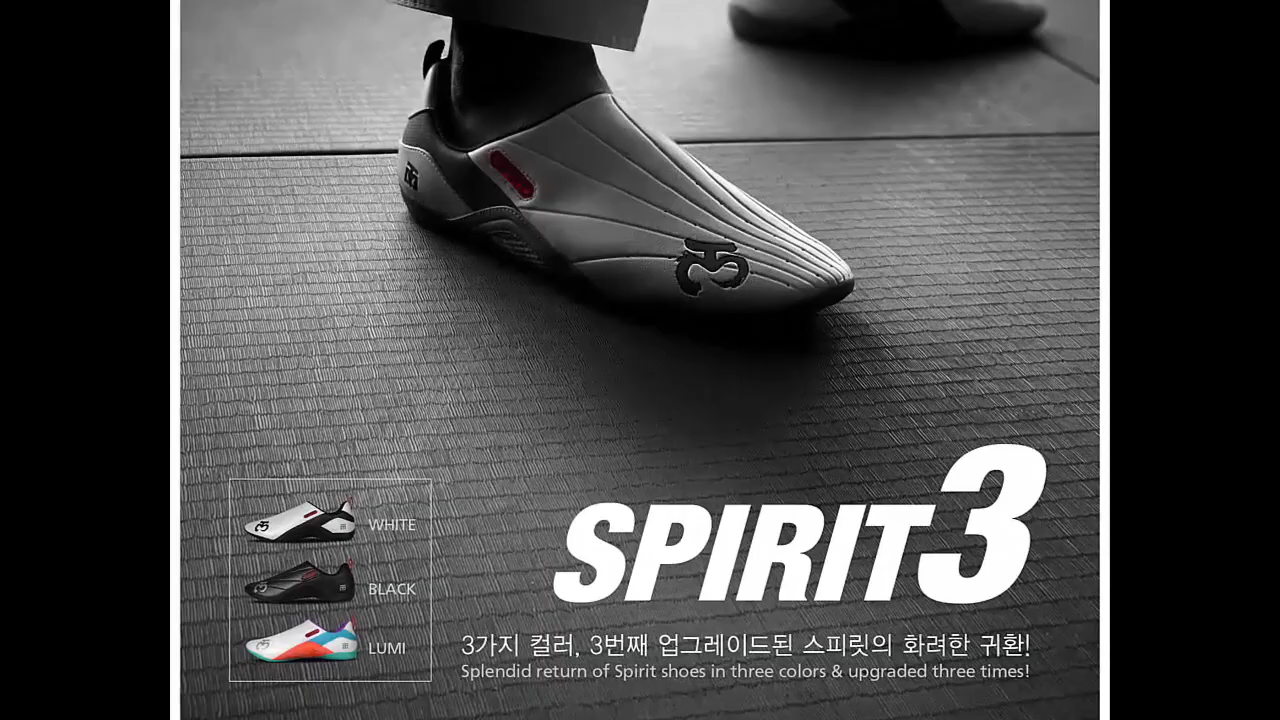 WHITE
BLACK
LUMI
SPIRIT3
3가지 컬러, 3번째 업그레이드된 스피릿의 화려한 귀환!
Splendid return of Spirit shoes in three colors & upgraded three times!